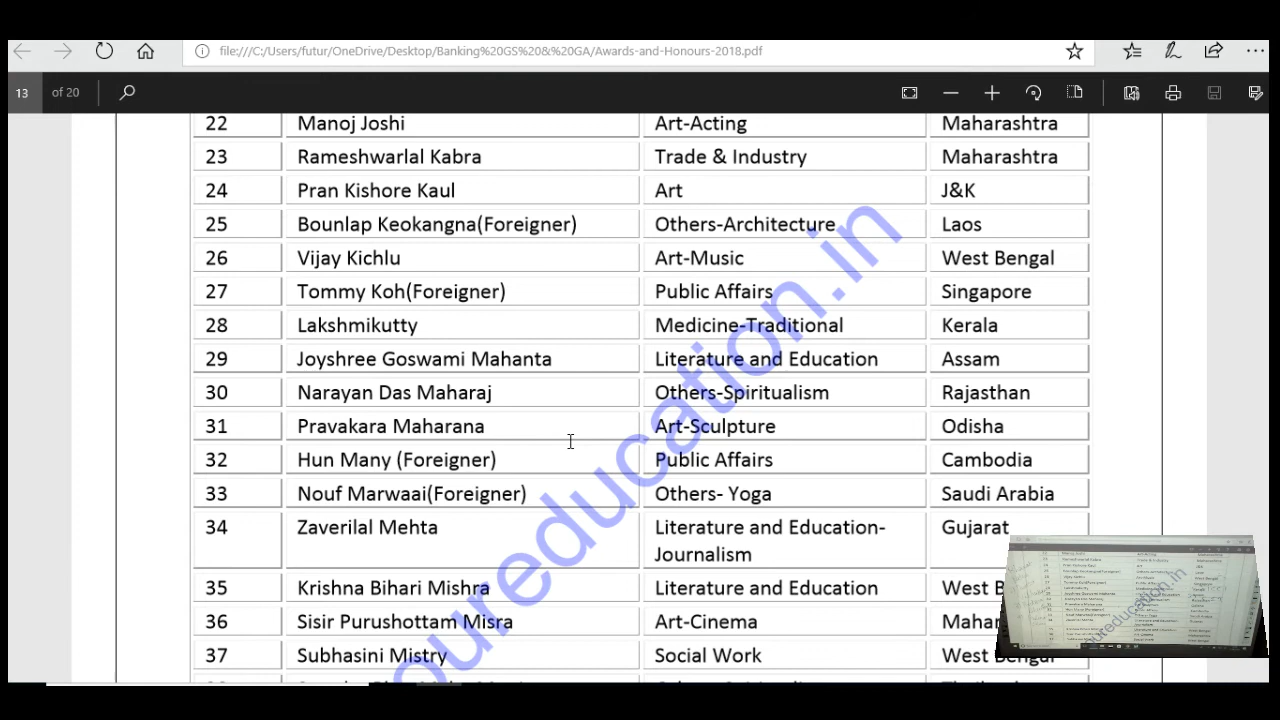 file:///C:/Users/futur/OneDrive/Desktop/Banking%20GS%20&%20GA/Awards-and-Honours-2018.pdf
13 of 20
22 Manoj Joshi Art-Acting Maharashtra
23 Rameshwarlal Kabra Trade & Industry Maharashtra
24 Pran Kishore Kaul Art J&K
25 Bounlap Keokangna(Foreigner) Others-Architecture Laos
26 Vijay Kichlu Art-Music West Bengal
27 Tommy Koh(Foreigner) Public Affairs Singapore
28 Lakshmikutty Medicine-Traditional Kerala
29 Joyshree Goswami Mahanta Literature and Education Assam
30 Narayan Das Maharaj Others-Spiritualism Rajasthan
31 Pravakara Maharana Art-Sculpture Odisha
32 Hun Many (Foreigner) Public Affairs Cambodia
33 Nouf Marwaai(Foreigner) Others- Yoga Saudi Arabia
34 Zaverilal Mehta Literature and Education- Gujarat
Journalism
35 Krishna Bihari Mishra Literature and Education West B
36 Sisir Purushottam Misra Art-Cinema Mahar
37 Subhasini Mistry Social Work West Bengal
oureducation.in